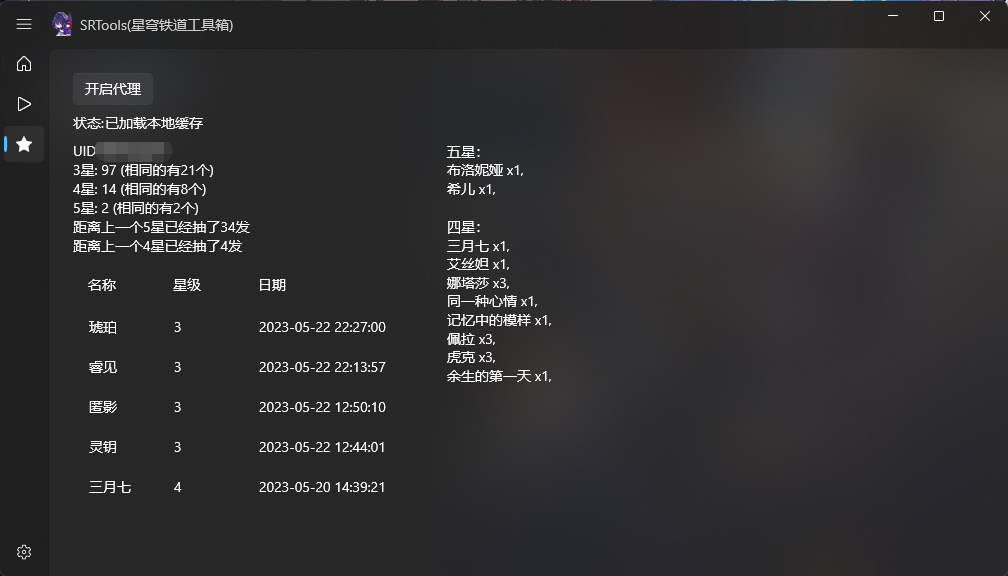 SRTools(星穹铁道工具箱)
开启代理
状态:已加载本地缓存
UID
3星: 97 (相同的有21个)
4星: 14 (相同的有8个)
5星: 2 (相同的有2个)
距离上一个5星已经抽了34发
距离上一个4星已经抽了4发
名称 星级 日期
琥珀 3 2023-05-22 22:27:00
睿见 3 2023-05-22 22:13:57
匿影 3 2023-05-22 12:50:10
灵钥 3 2023-05-22 12:44:01
三月七 4 2023-05-20 14:39:21
五星:
布洛妮娅 x1,
希儿 x1,
四星:
三月七 x1,
艾丝妲 x1,
娜塔莎 x3,
同一种心情 x1,
记忆中的模样 x1,
佩拉 x3,
虎克 x3,
余生的第一天 x1,